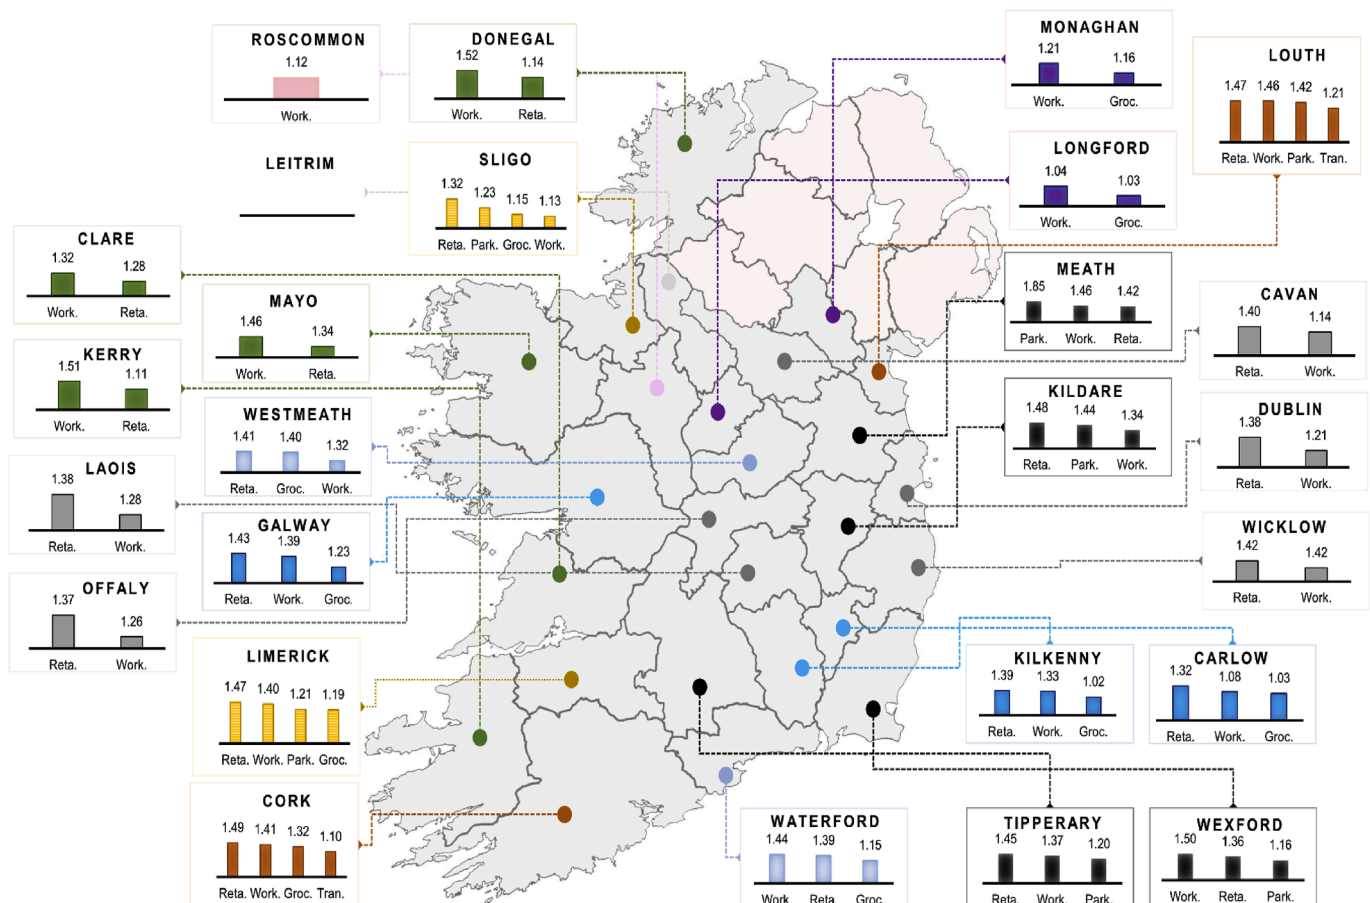 ROSCOMMON
1.12
Work.
DONEGAL
1.52 1.14
Work. Reta.
MONAGHAN
1.21 1.16
Work. Groc.
LOUTH
1.47 1.46 1.42 1.21
Reta. Work. Park. Tran.
LEITRIM
SLIGO
1.32 1.23 1.15 1.13
Reta. Park. Groc. Work.
LONGFORD
1.04 1.03
Work. Groc.
CLARE
1.32 1.28
Work. Reta.
MAYO
1.46 1.34
Work. Reta.
MEATH
1.85 1.46 1.42
Park. Work. Reta.
CAVAN
1.40 1.14
Reta. Work.
KERRY
1.51 1.11
Work. Reta.
WESTMEATH
1.41 1.40 1.32
Reta. Groc. Work.
KILDARE
1.48 1.44 1.34
Reta. Park. Work.
DUBLIN
1.38 1.21
Reta. Work.
LAOIS
1.38 1.28
Reta. Work.
GALWAY
1.43 1.39 1.23
Reta. Work. Groc.
WICKLOW
1.42 1.42
Reta. Work.
OFFALY
1.37 1.26
Reta. Work.
LIMERICK
1.47 1.40 1.21 1.19
Reta. Work. Park. Groc.
KILKENNY
1.39 1.33 1.02
Reta. Work. Groc.
CARLOW
1.32 1.08 1.03
Reta. Work. Groc.
CORK
1.49 1.41 1.32 1.10
Reta. Work. Groc. Tran.
WATERFORD
1.44 1.39 1.15
Work. Reta. Groc.
TIPPERARY
1.45 1.37 1.20
Reta. Work. Park.
WEXFORD
1.50 1.36 1.16
Work. Reta. Park.